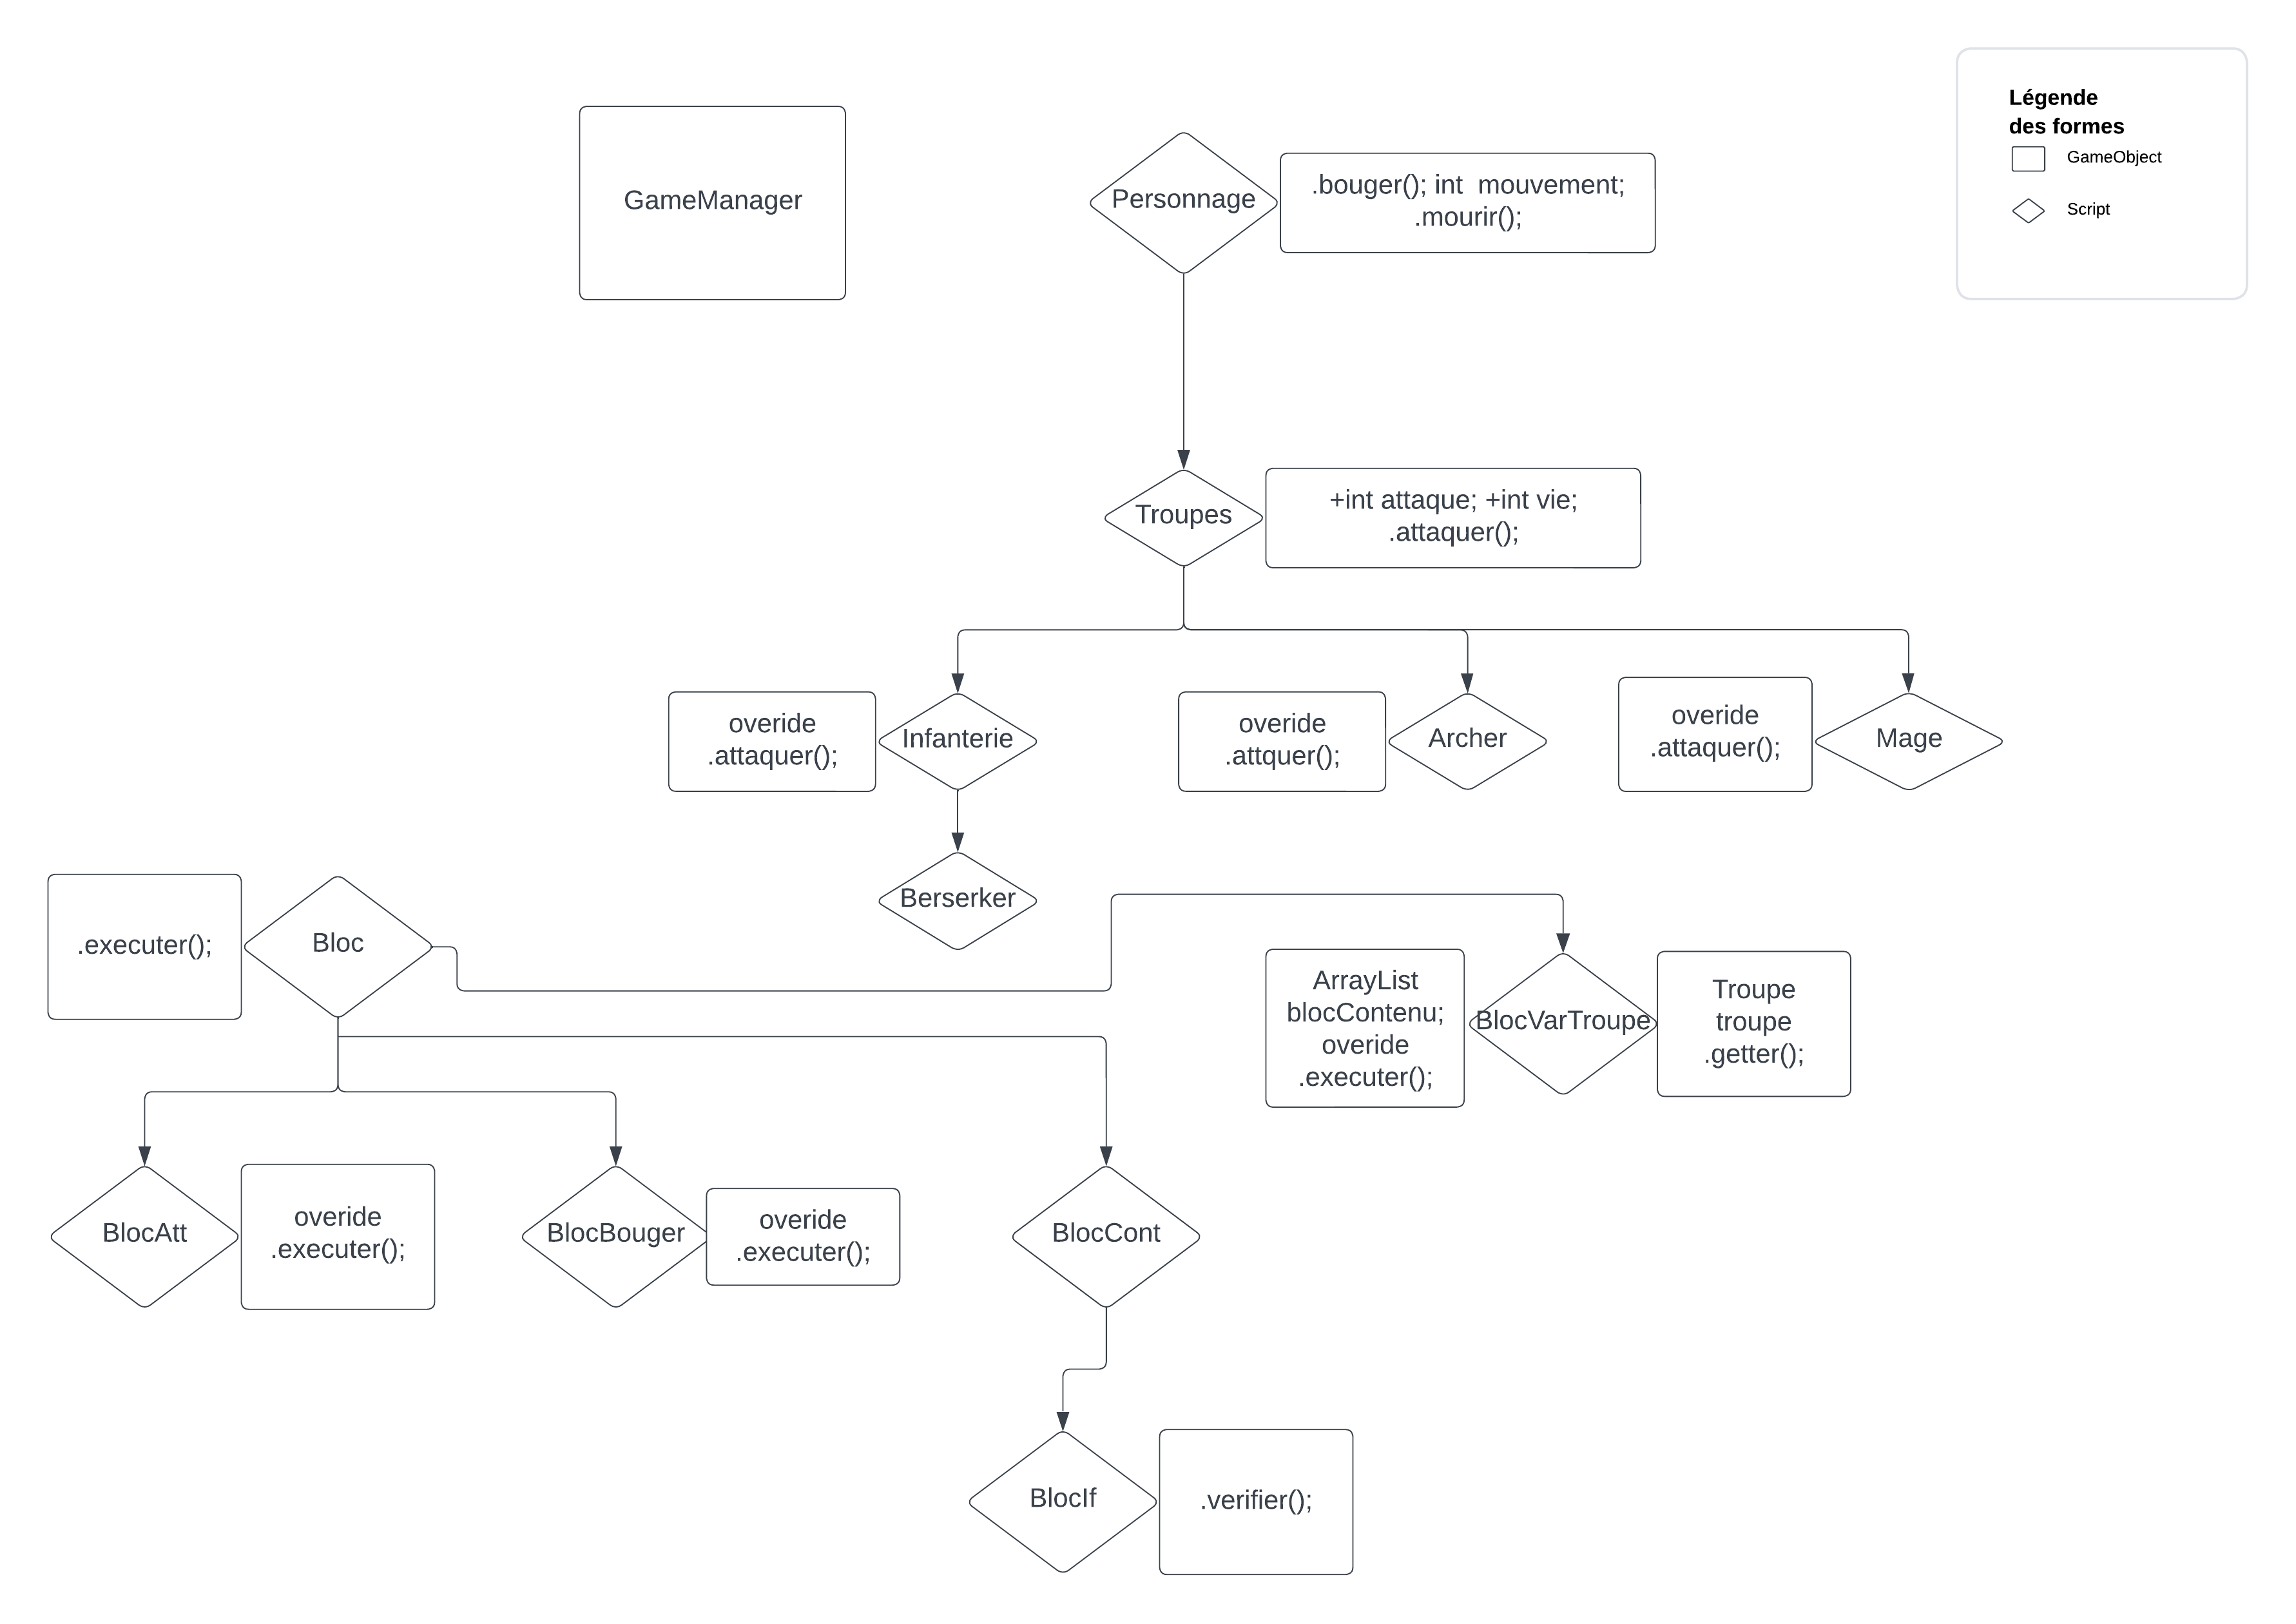 Légende
des formes
GameObject
Script
GameManager
Personnage
.bouger(); int  mouvement;
.mourir();
Troupes
+int attaque; +int vie;
.attaquer();
overide
.attaquer();
Infanterie
overide
.attquer();
Archer
overide
.attaquer();
Mage
Berserker
.executer();
Bloc
ArrayList
blocContenu;
overide
.executer();
BlocVarTroupe
Troupe
troupe
.getter();
BlocAtt
overide
.executer();
BlocBouger
overide
.executer();
BlocCont
BlocIf
.verifier();